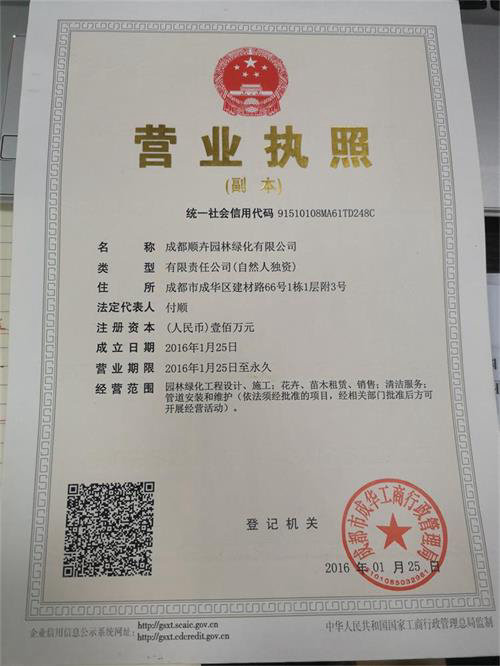 营业执照
(副 本)
统一社会信用代码 91510108MA61TD248C
名 称 成都顺卉园林绿化有限公司
类 型 有限责任公司(自然人独资)
住 所 成都市成华区建材路66号1栋1层附3号
法定代表人 付顺
注册资本 (人民币)壹佰万元
成立日期 2016年1月25日
营业期限 2016年1月25日至永久
经营范围 园林绿化工程设计、施工；花卉、苗木租赁、销售；清洁服务；
管道安装和维护（依法须经批准的项目，经相关部门批准后方可
开展经营活动）。
登记机关
成都市成华工商行政管理局
5101085032961
2016 年 01 月 25 日
企业信用信息公示系统网址：http://gsxt.scaic.gov.cn
http://gsxt.cdcredit.gov.cn
中华人民共和国国家工商行政管理总局监制